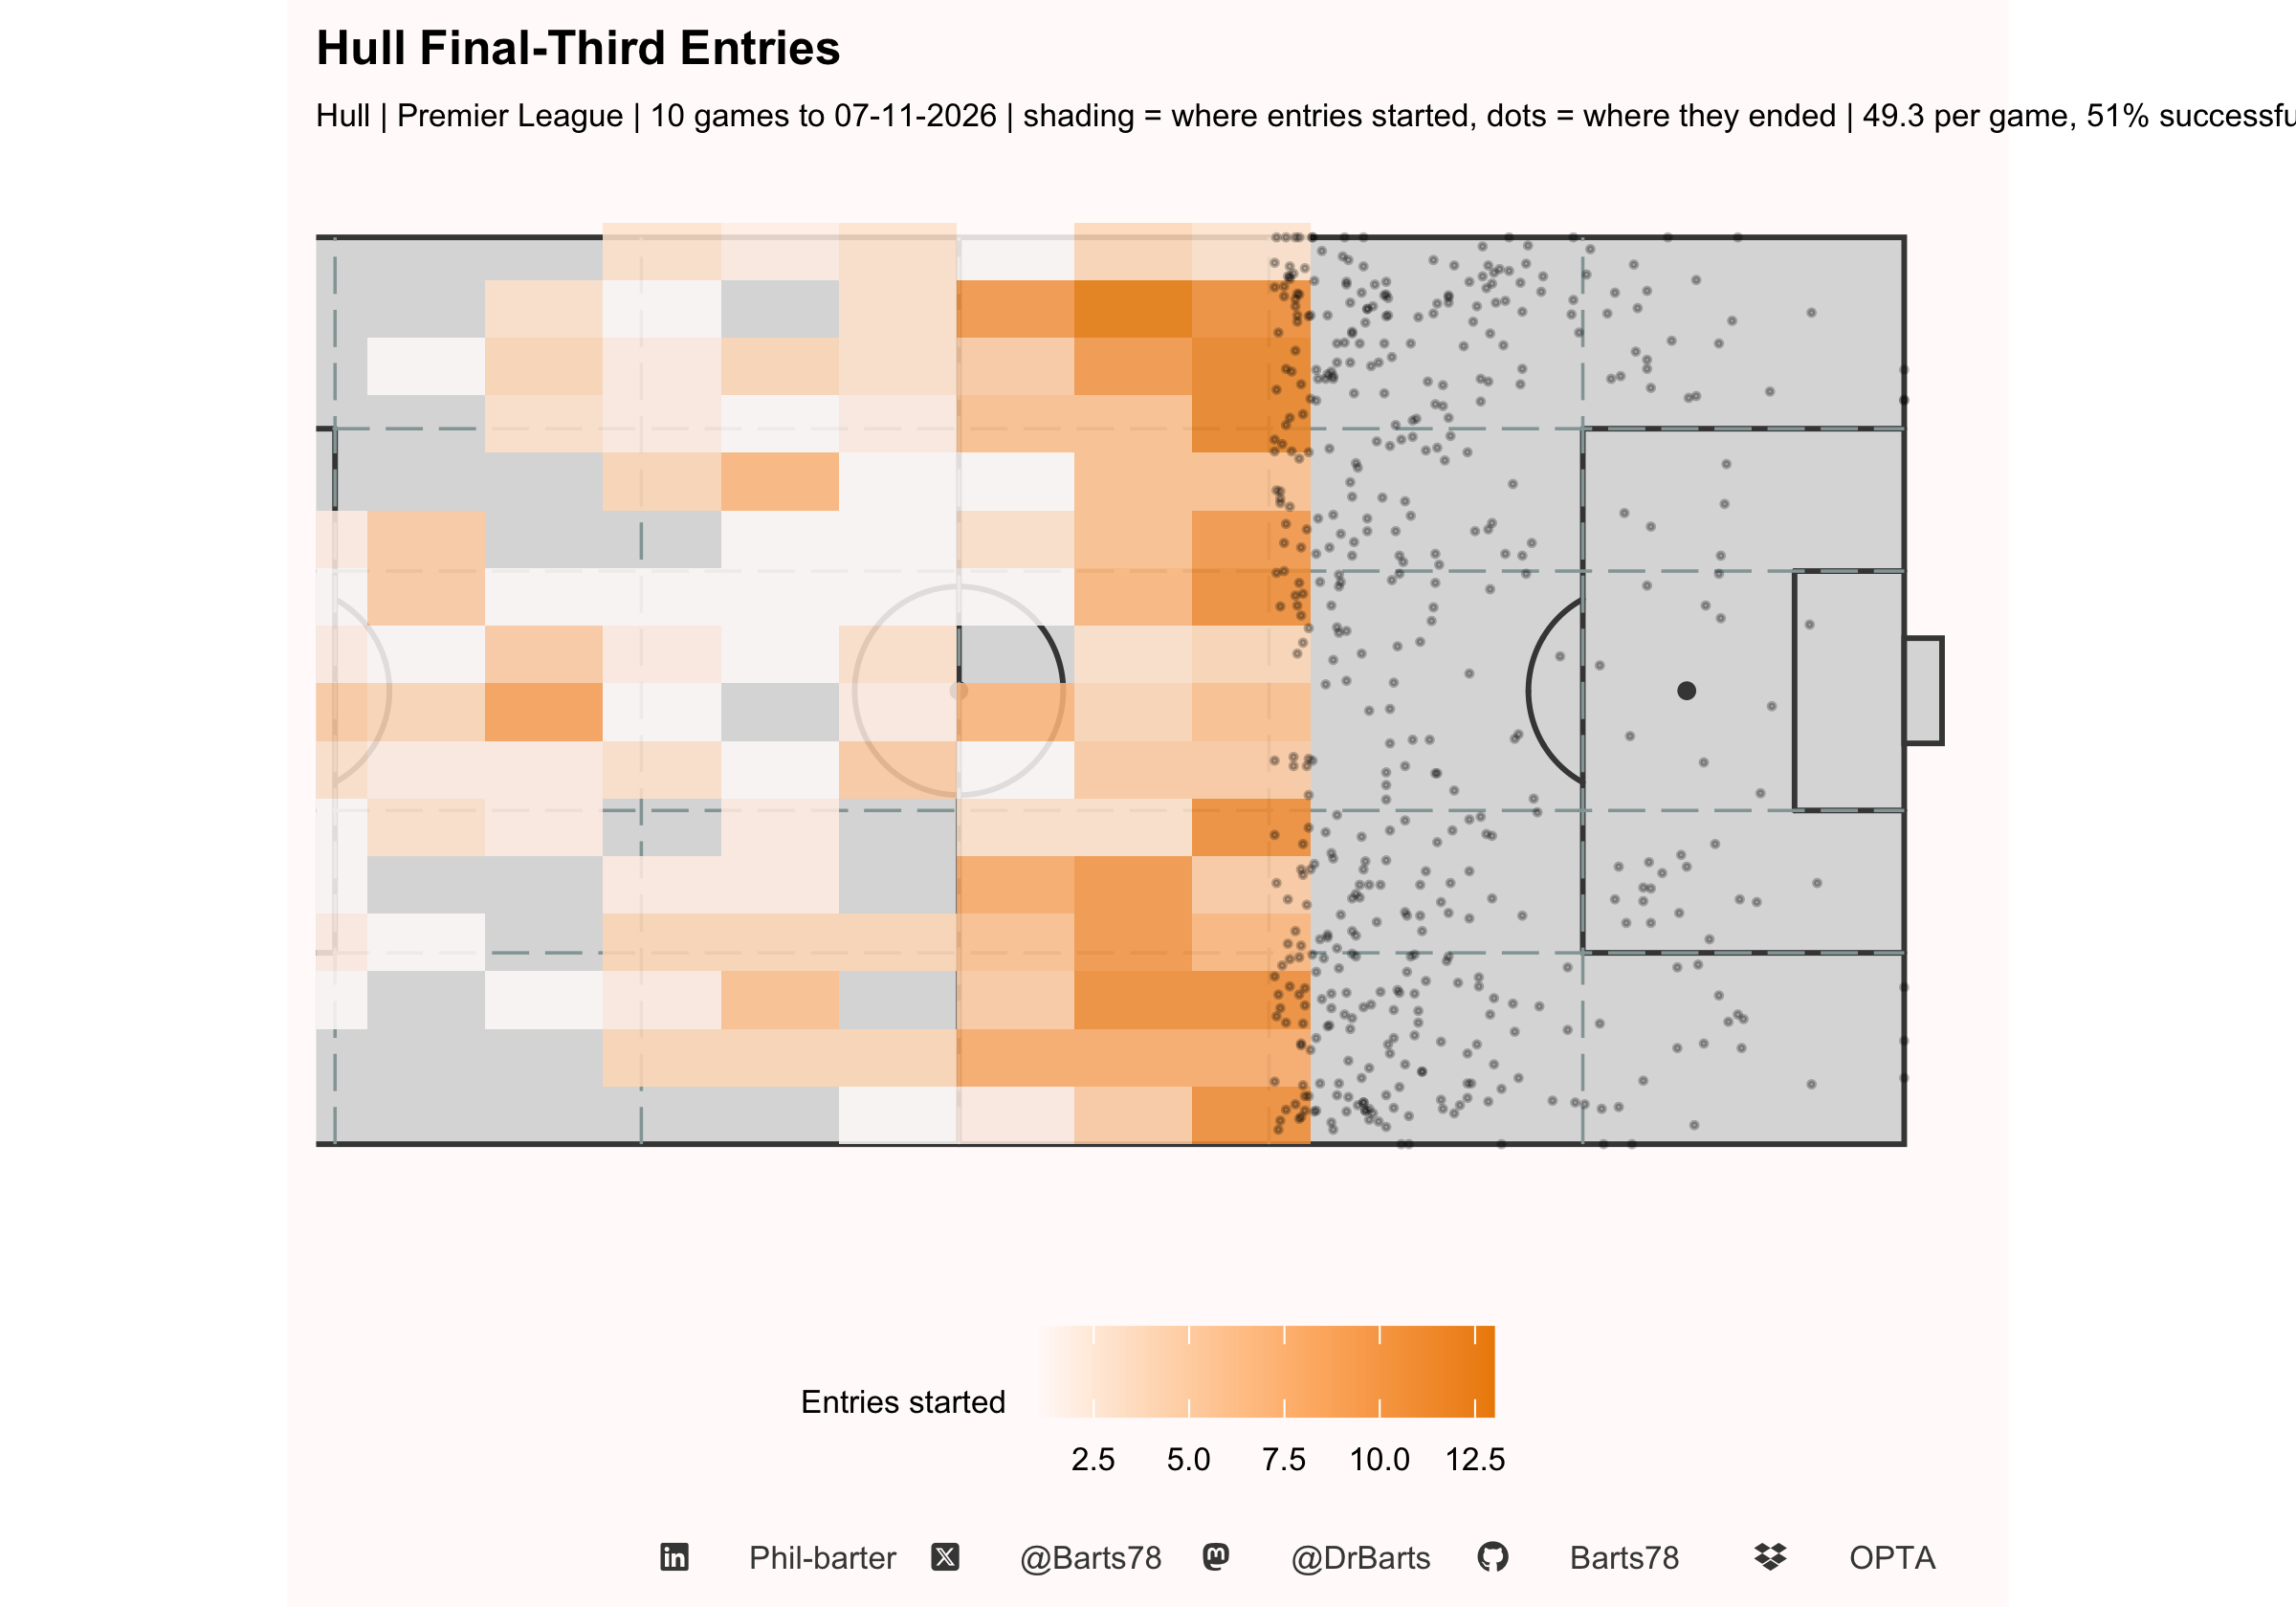 Hull Final-Third Entries
Hull | Premier League | 10 games to 07-11-2026 | shading = where entries started, dots = where they ended | 49.3 per game, 51% successfu
Entries started
2.5 5.0 7.5 10.0 12.5
Phil-barter @Barts78 @DrBarts Barts78 OPTA